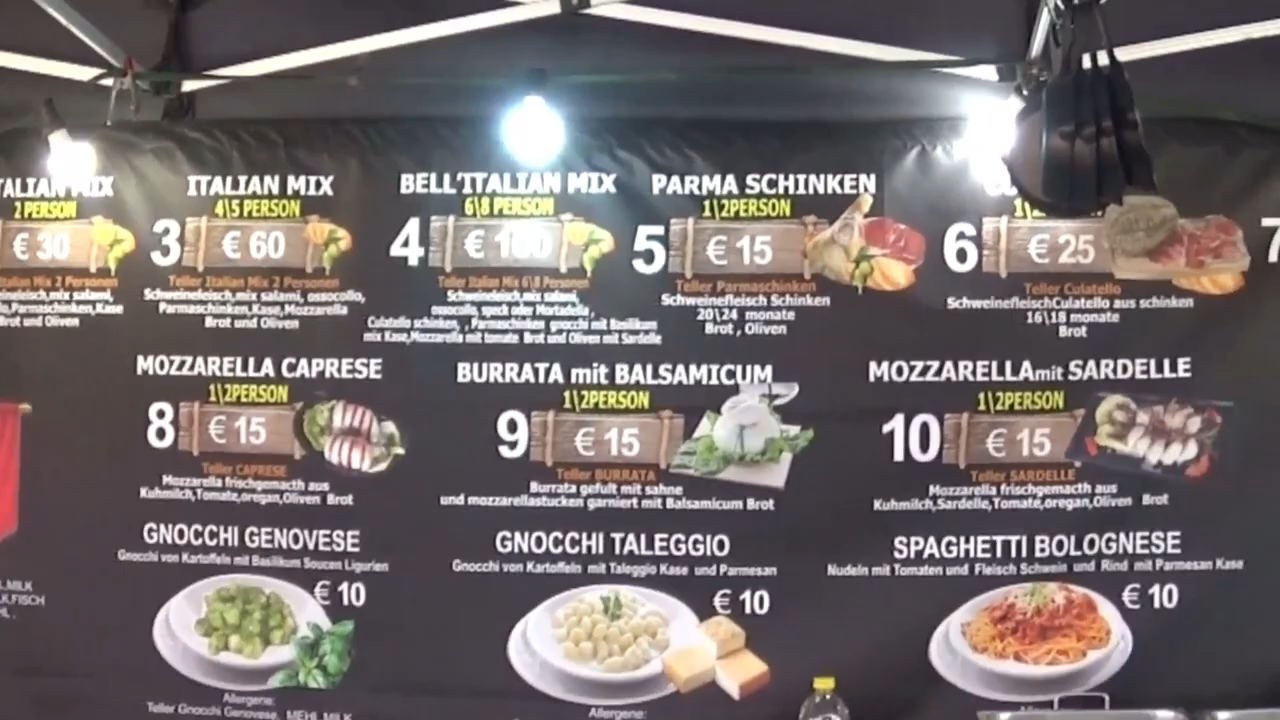 ITALIAN MIX
2 PERSON
€ 30
Mix 2 Personen
Parmaschinken,Kase
Brot und Oliven
ITALIAN MIX
4\5 PERSON
3 € 60
Teller Italian Mix 2 Personen
Schweinefleisch,mix salami, ossocollo,
Parmaschinken,Kase,Mozzarella
Brot und Oliven
BELL'ITALIAN MIX
6\8 PERSON
4 € 100
Teller Italian Mix 6\8 Personen
Schweinefleisch,mix salami,
ossocollo, speck oder Mortadella ,
Culatello schinken, , Parmaschinken gnocchi mit Basilikum
mix Kase,Mozzarella mit tomate Brot und Oliven mit Sardelle
PARMA SCHINKEN
1\2PERSON
5 € 15
Teller Parmaschinken
Schweinefleisch Schinken
20\24 monate
Brot , Oliven
6 € 25
Teller Culatello
SchweinefleischCulatello aus schinken
16\18 monate
Brot
7
MOZZARELLA CAPRESE
1\2PERSON
8 € 15
Teller CAPRESE
Mozzarella frischgemacth aus
Kuhmilch,Tomate,oregan,Oliven Brot
BURRATA mit BALSAMICUM
1\2PERSON
9 € 15
Teller BURRATA
Burrata gefult mit sahne
und mozzarellastucken garniert mit Balsamicum Brot
MOZZARELLAmit SARDELLE
1\2PERSON
10 € 15
Teller SARDELLE
Mozzarella frischgemacth aus
Kuhmilch,Sardelle,Tomate,oregan,Oliven Brot
GNOCCHI GENOVESE
Gnocchi von Kartoffeln mit Basilikum Soucen Ligurien
€ 10
Allergene:
Teller Gnocchi Genovese, MEHL MILK
GNOCCHI TALEGGIO
Gnocchi von Kartoffeln mit Taleggio Kase und Parmesan
€ 10
Allergene:
SPAGHETTI BOLOGNESE
Nudeln mit Tomaten und Fleisch Schwein und Rind mit Parmesan Kase
€ 10
MILK
FISCH